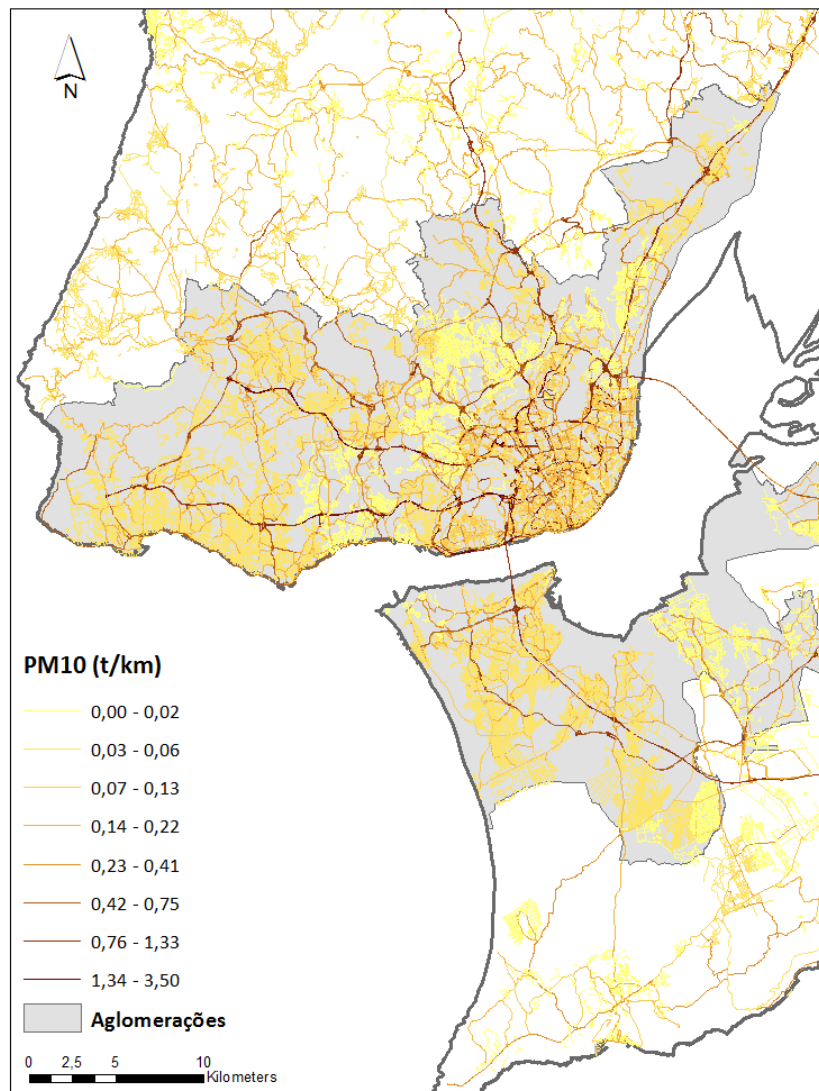 N
PM10 (t/km)
0,00 - 0,02
0,03 - 0,06
0,07 - 0,13
0,14 - 0,22
0,23 - 0,41
0,42 - 0,75
0,76 - 1,33
1,34 - 3,50
Aglomerações
0 2,5 5 10
Kilometers